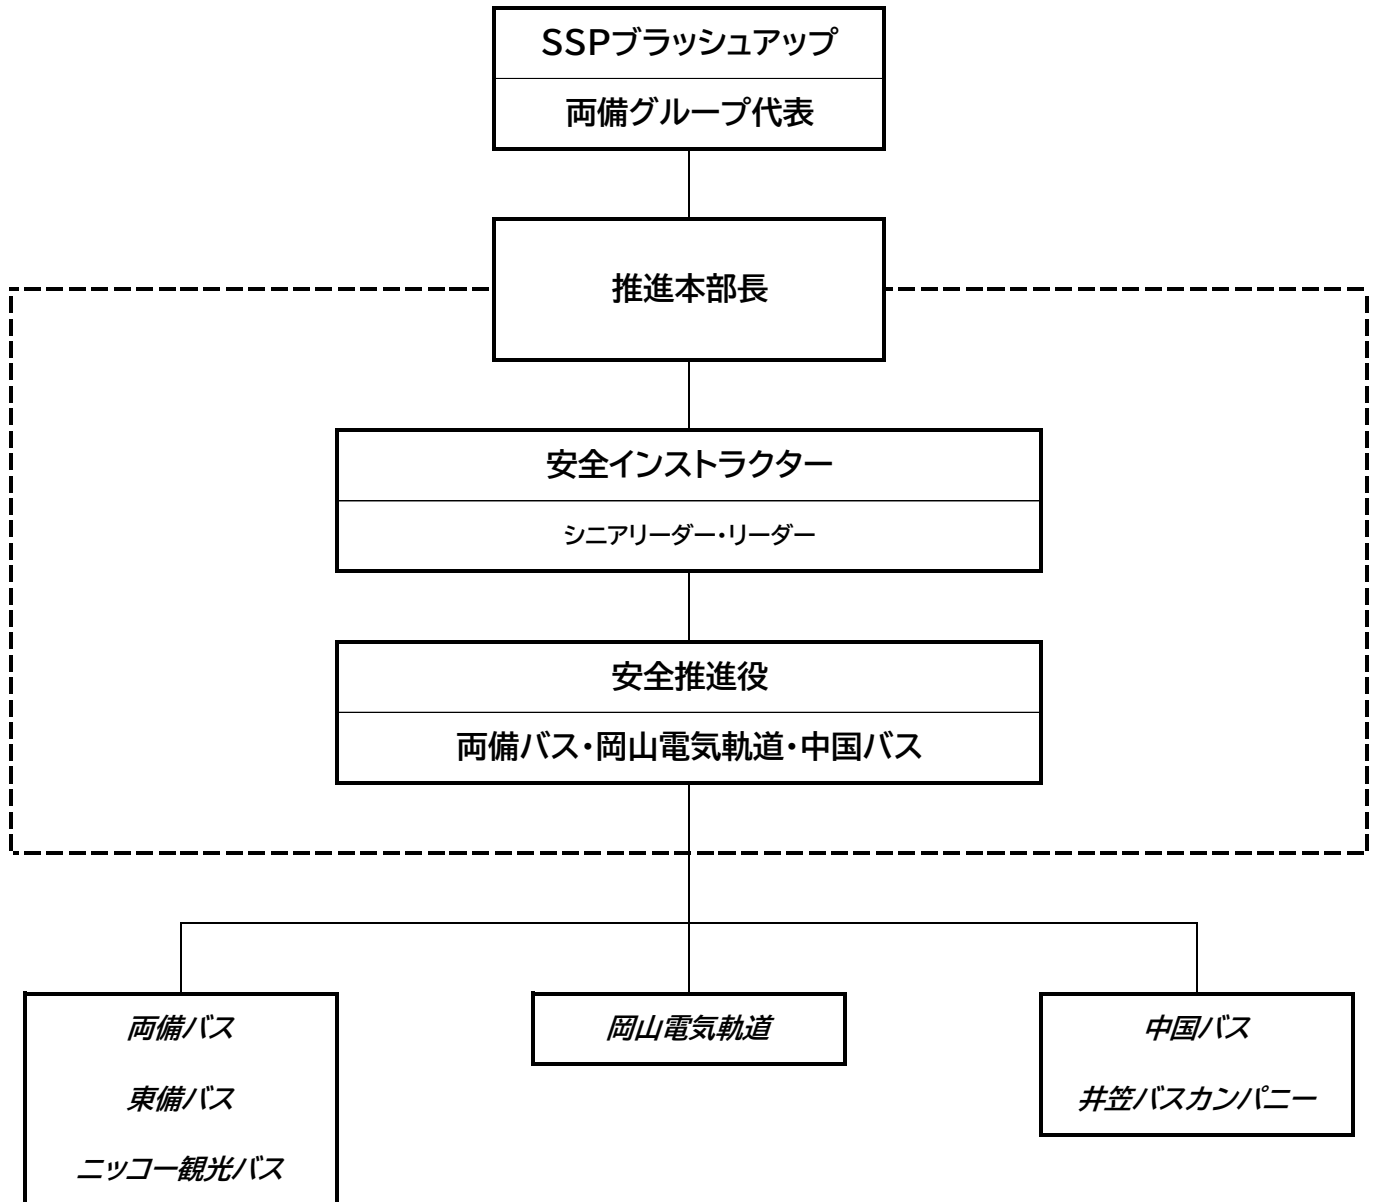 SSPブラッシュアップ
両備グループ代表
推進本部長
安全インストラクター
シニアリーダー・リーダー
安全推進役
両備バス・岡山電気軌道・中国バス
両備バス
東備バス
ニッコー観光バス
岡山電気軌道
中国バス
井笠バスカンパニー